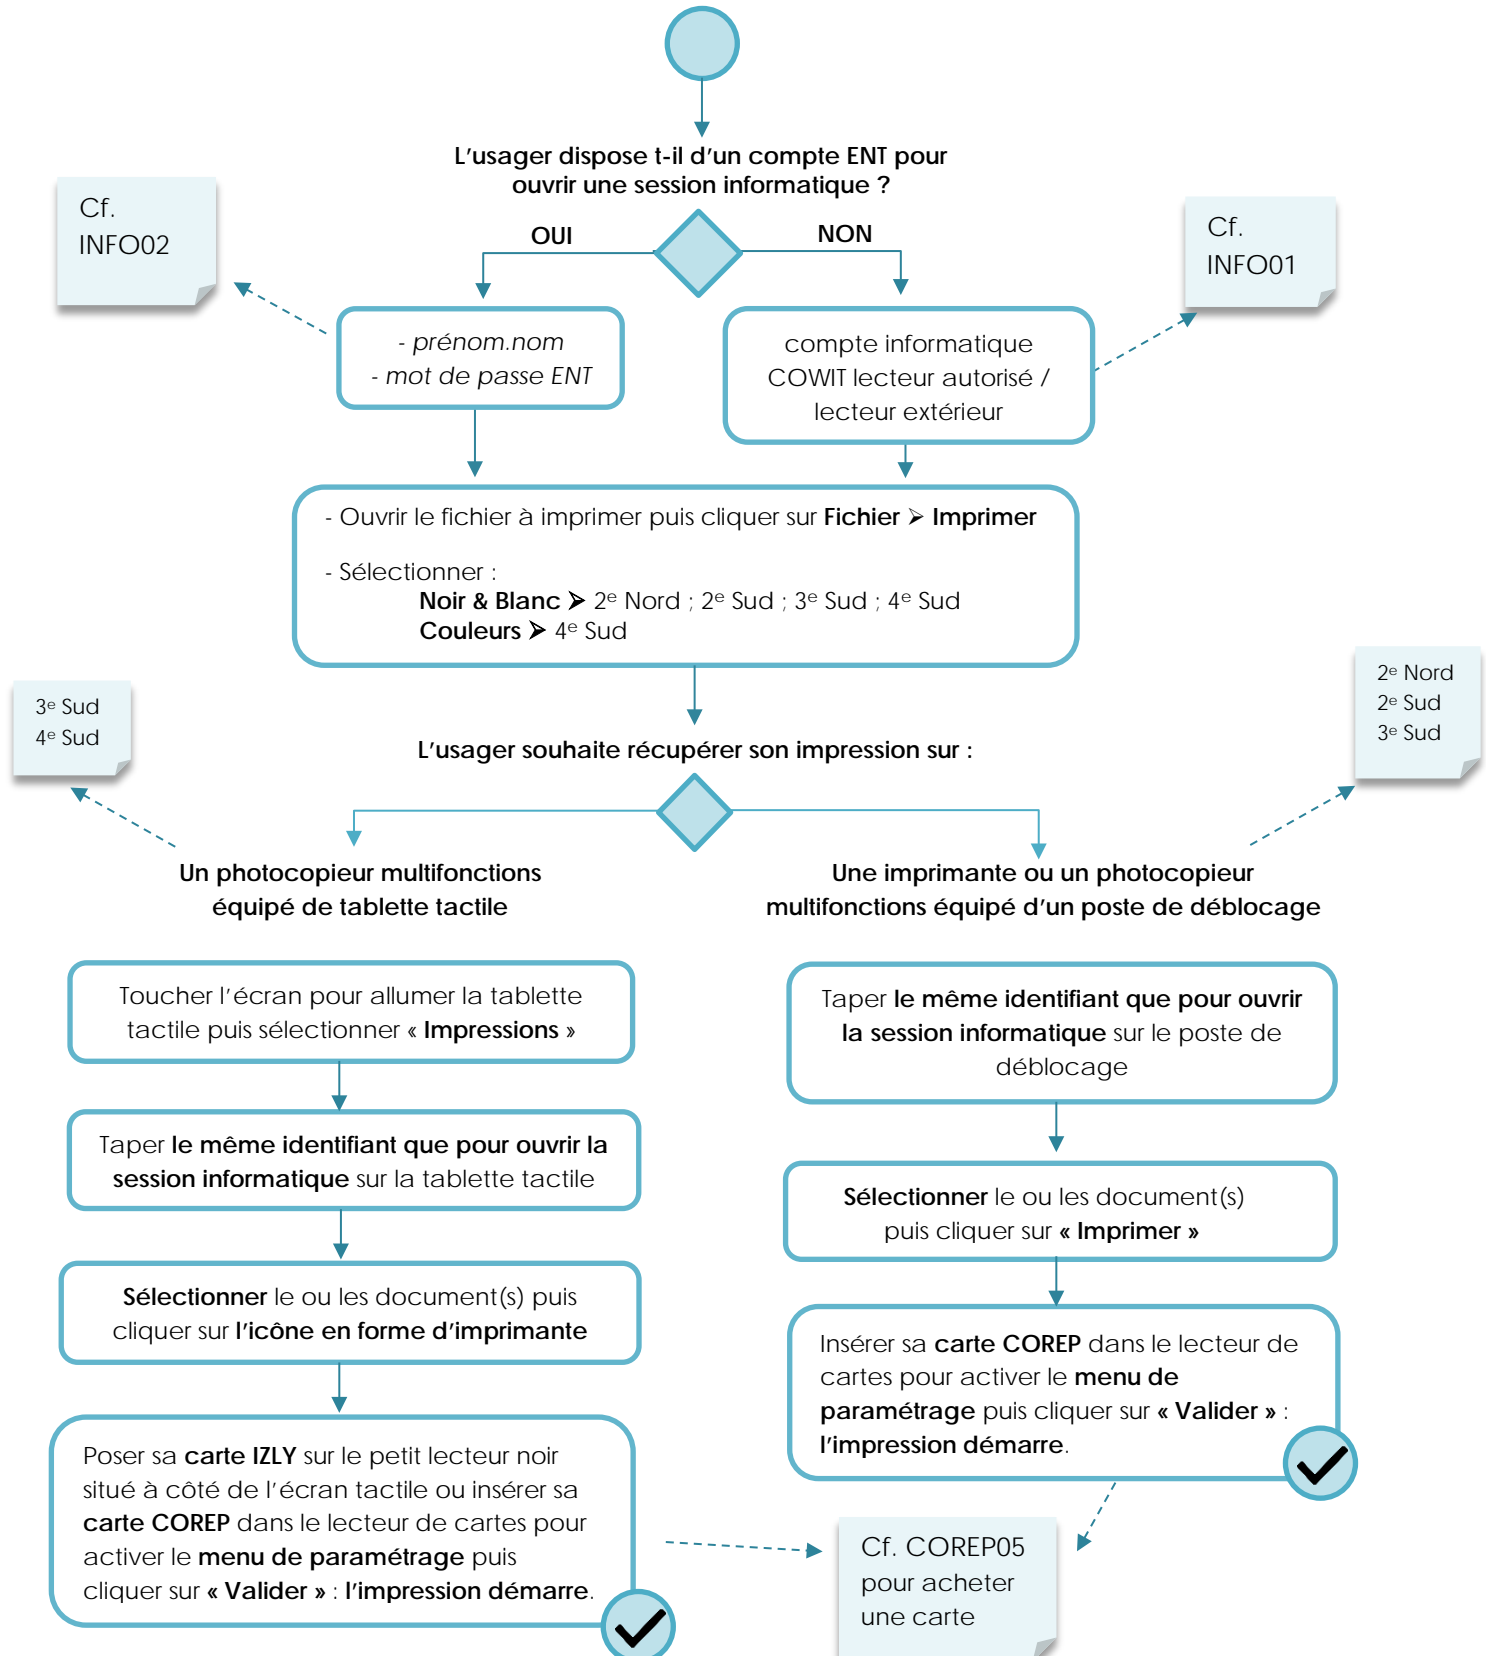 L'usager dispose t-il d'un compte ENT pour
ouvrir une session informatique ?
Cf.
INFO02
OUI
NON
Cf.
INFO01
- prénom.nom
- mot de passe ENT
compte informatique
COWIT lecteur autorisé /
lecteur extérieur
- Ouvrir le fichier à imprimer puis cliquer sur Fichier ➢ Imprimer
- Sélectionner :
Noir & Blanc ➢ 2e Nord ; 2e Sud ; 3e Sud ; 4e Sud
Couleurs ➢ 4e Sud
3e Sud
4e Sud
2e Nord
2e Sud
3e Sud
L'usager souhaite récupérer son impression sur :
Un photocopieur multifonctions
équipé de tablette tactile
Une imprimante ou un photocopieur
multifonctions équipé d'un poste de déblocage
Toucher l'écran pour allumer la tablette
tactile puis sélectionner « Impressions »
Taper le même identifiant que pour ouvrir la
session informatique sur la tablette tactile
Sélectionner le ou les document(s) puis
cliquer sur l'icône en forme d'imprimante
Poser sa carte IZLY sur le petit lecteur noir
situé à côté de l'écran tactile ou insérer sa
carte COREP dans le lecteur de cartes pour
activer le menu de paramétrage puis
cliquer sur « Valider » : l'impression démarre.
Taper le même identifiant que pour ouvrir
la session informatique sur le poste de
déblocage
Sélectionner le ou les document(s)
puis cliquer sur « Imprimer »
Insérer sa carte COREP dans le lecteur de
cartes pour activer le menu de
paramétrage puis cliquer sur « Valider » :
l'impression démarre.
Cf. COREP05
pour acheter
une carte